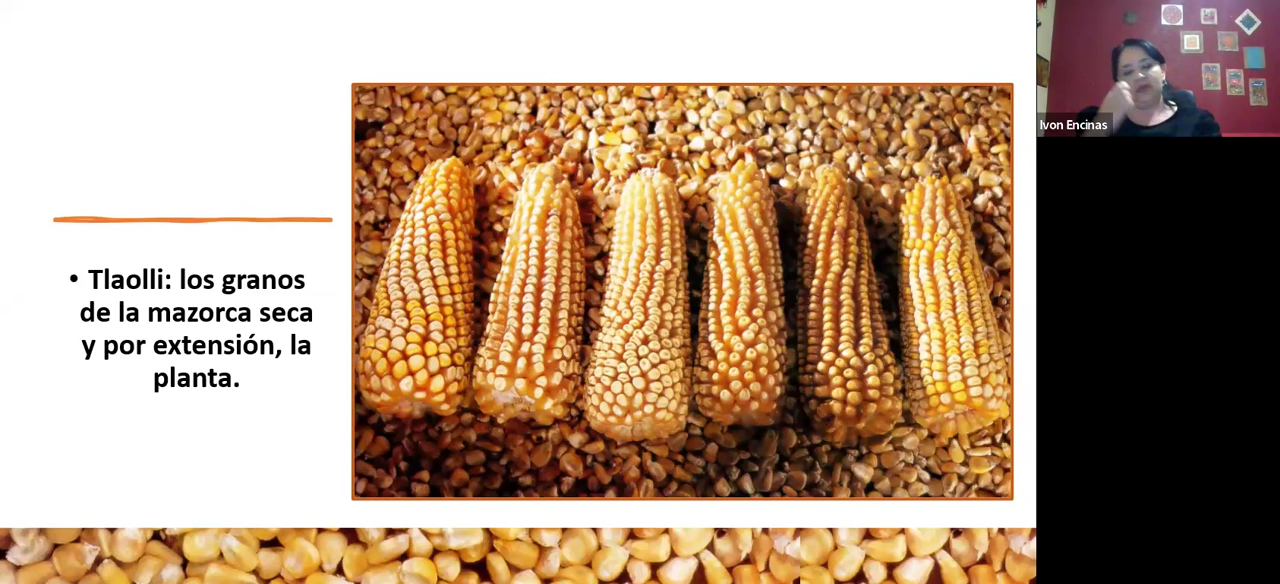 • Tlaolli: los granos
de la mazorca seca
y por extensión, la
planta.
Ivon Encinas